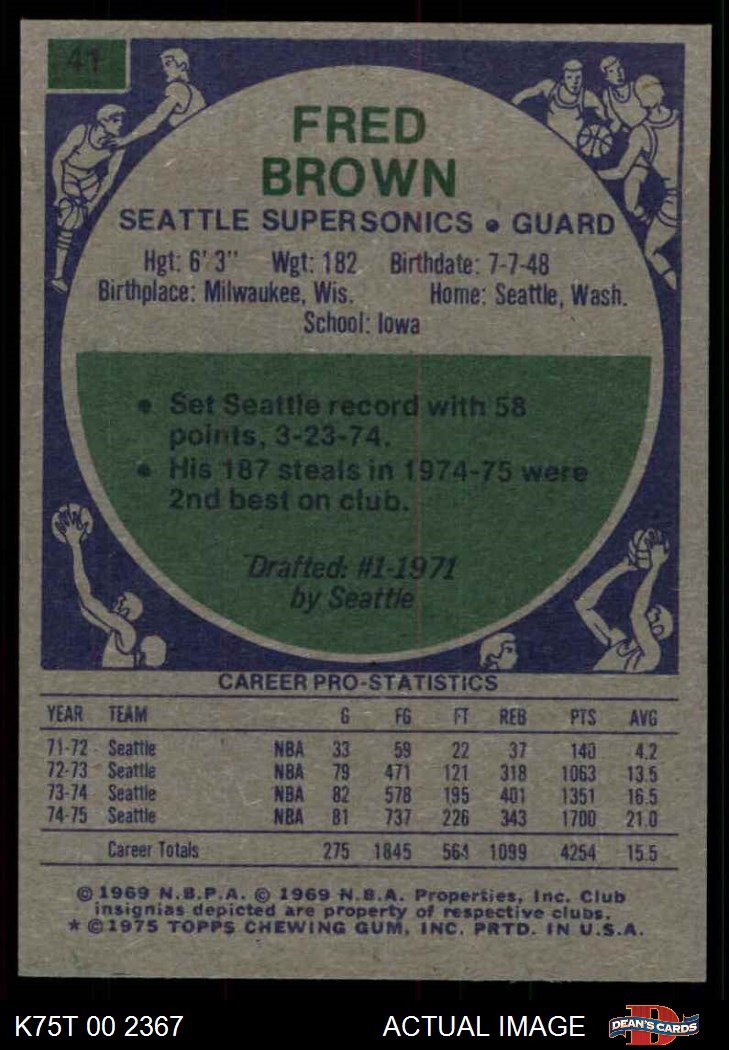 41
FRED
BROWN
SEATTLE SUPERSONICS • GUARD
Hgt: 6'3" Wgt: 182 Birthdate: 7-7-48
Birthplace: Milwaukee, Wis. Home: Seattle, Wash.
School: Iowa
• Set Seattle record with 58
points, 3-23-74.
• His 187 steals in 1974-75 were
2nd best on club.
Drafted: #1-1971
by Seattle
CAREER PRO-STATISTICS
YEAR TEAM G FG FT REB PTS AVG
71-72 Seattle NBA 33 59 22 37 140 4.2
72-73 Seattle NBA 79 471 121 318 1063 13.5
73-74 Seattle NBA 82 578 195 401 1351 16.5
74-75 Seattle NBA 81 737 226 343 1700 21.0
Career Totals 275 1845 564 1099 4254 15.5
© 1969 N.B.P.A. © 1969 N.B.A. Properties, Inc. Club
insignias depicted are property of respective clubs.
* © 1975 TOPPS CHEWING GUM, INC. PRTD. IN U.S.A.
K75T 00 2367 ACTUAL IMAGE DEAN'S CARDS